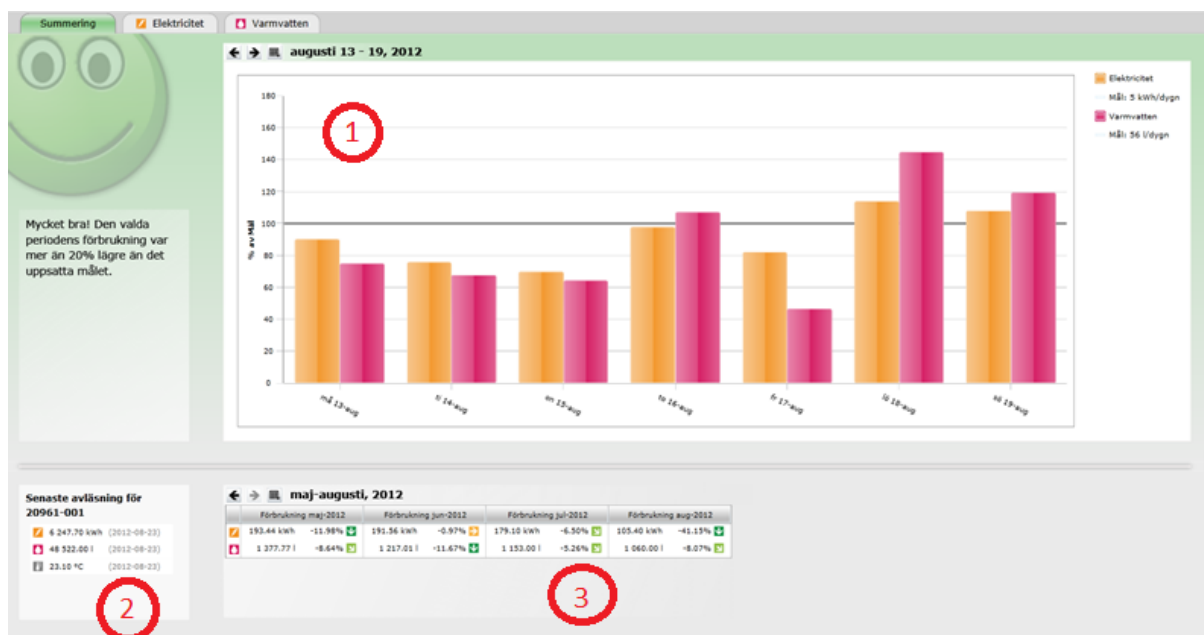 Summering Elektricitet Varmvatten
augusti 13 - 19, 2012
Mycket bra! Den valda
periodens förbrukning var
mer än 20% lägre än det
uppsatta målet.
1
% av Mål
180
160
140
120
100
80
60
40
20
0
må 13-aug ti 14-aug on 15-aug to 16-aug fr 17-aug lö 18-aug sö 19-aug
Elektricitet
Mål: 5 kWh/dygn
Varmvatten
Mål: 56 l/dygn
Senaste avläsning för
20961-001
6 247.70 kWh (2012-08-23)
48 522.00 l (2012-08-23)
23.10 °C (2012-08-23)
2
maj-augusti, 2012
Förbrukning maj-2012 Förbrukning jun-2012 Förbrukning jul-2012 Förbrukning aug-2012
193.44 kWh -11.98% 191.56 kWh -0.97% 179.10 kWh -6.50% 105.40 kWh -41.15%
1 377.77 l -8.64% 1 217.01 l -11.67% 1 153.00 l -5.26% 1 060.00 l -8.07%
3